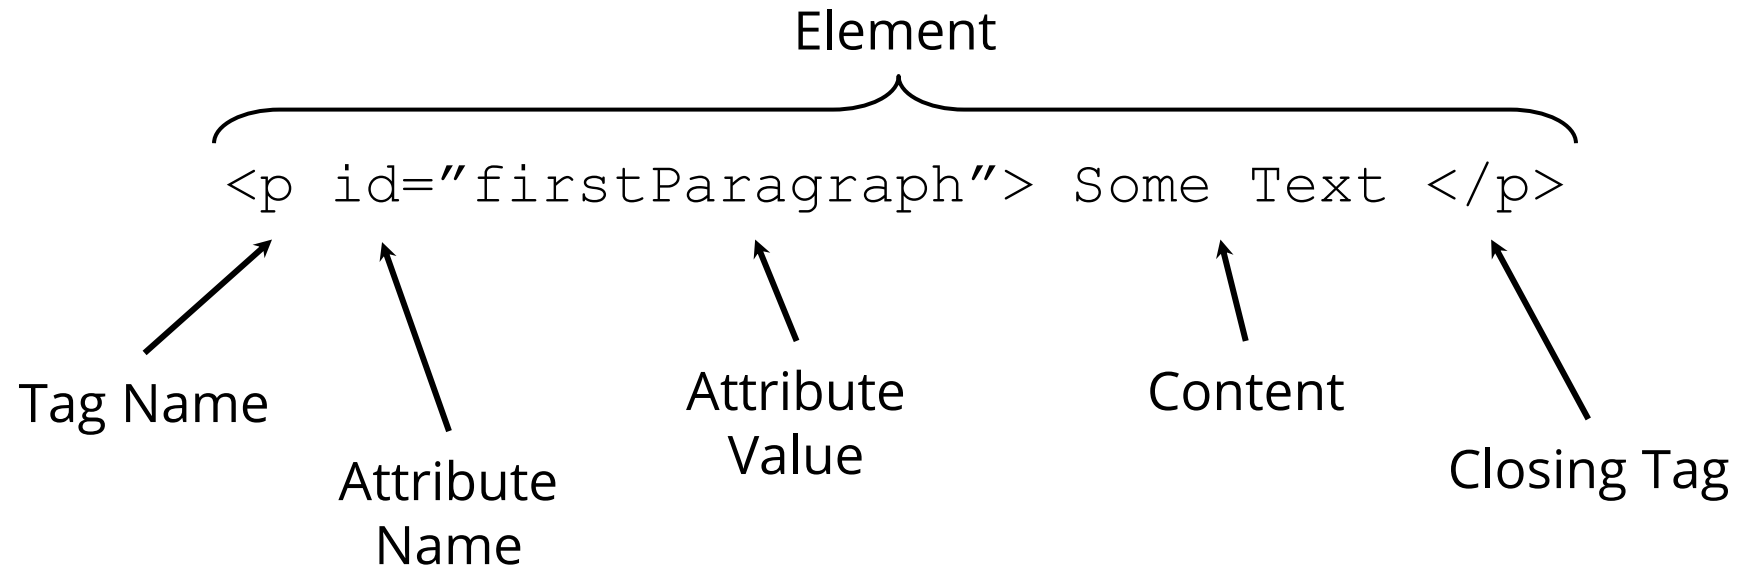 Element
<p id=”firstParagraph”> Some Text </p>
Tag Name
Attribute
Name
Attribute
Value
Content
Closing Tag